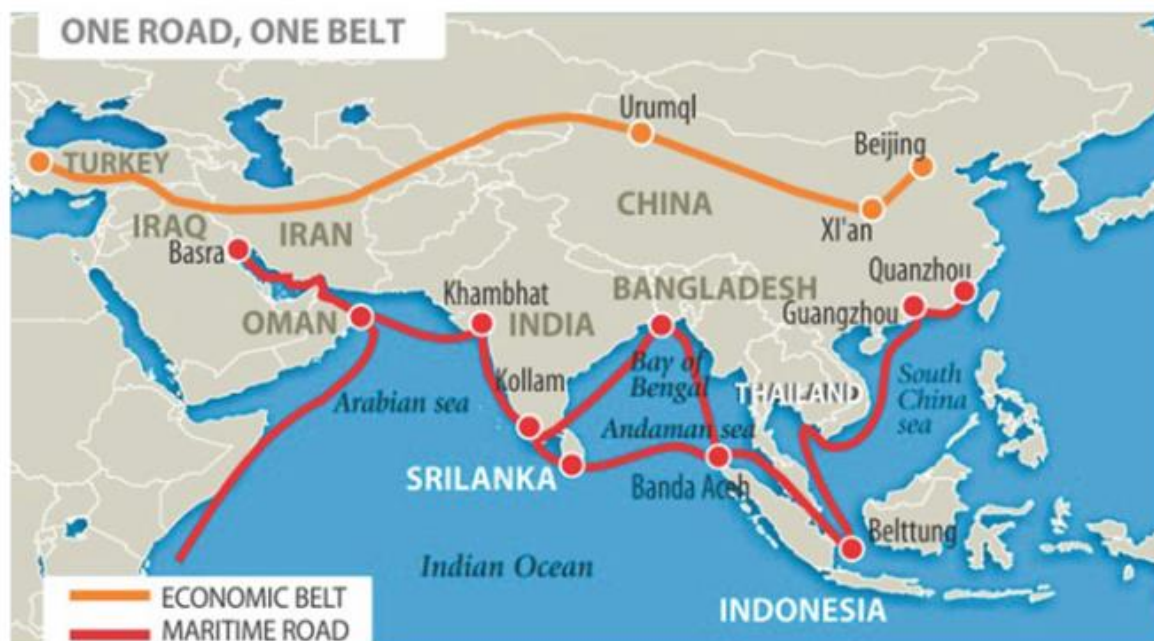 ONE ROAD, ONE BELT
Urumql
Beijing
TURKEY
CHINA
IRAQ
IRAN
XI'an
Basra
Quanzhou
Khambhat
BANGLADESH
Guangzhou
OMAN
INDIA
Bay of
Bengal
Kollam
THAILAND
South
China
sea
Arabian sea
Andaman sea
SRILANKA
Banda Aceh
Belttung
Indian Ocean
ECONOMIC BELT
INDONESIA
MARITIME ROAD